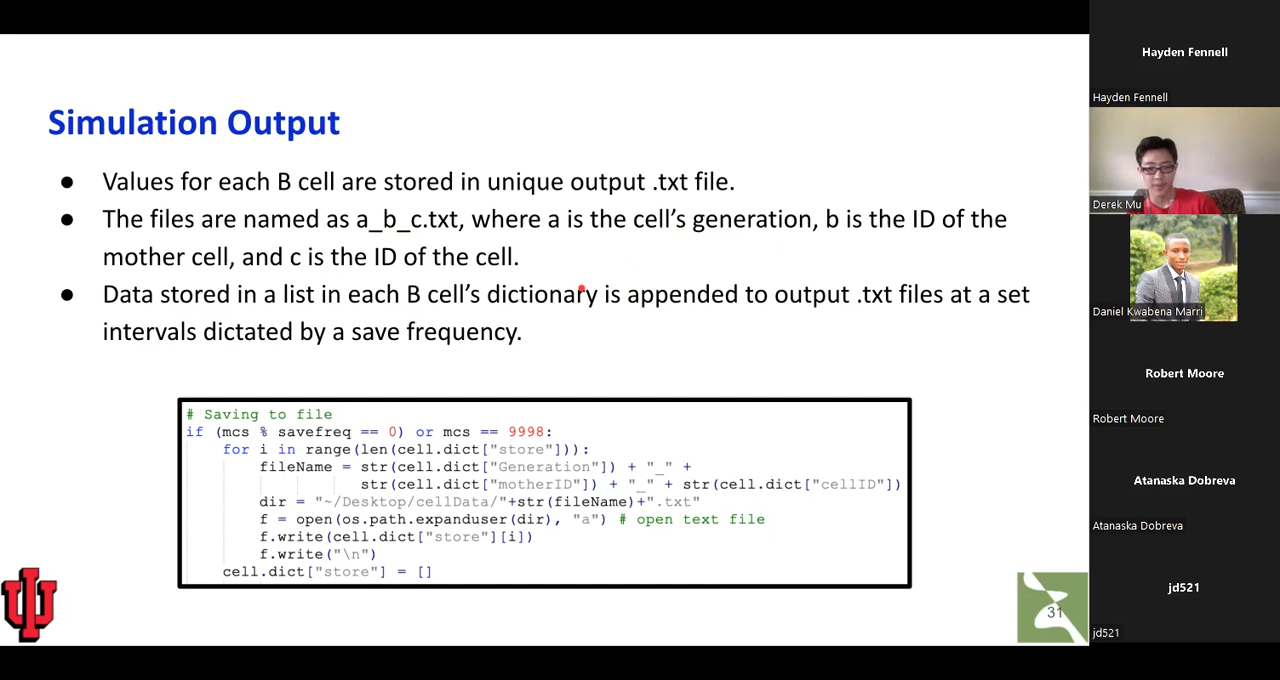 Simulation Output
● Values for each B cell are stored in unique output .txt file.
● The files are named as a_b_c.txt, where a is the cell’s generation, b is the ID of the
mother cell, and c is the ID of the cell.
● Data stored in a list in each B cell’s dictionary is appended to output .txt files at a set
intervals dictated by a save frequency.
# Saving to file
if (mcs % savefreq == 0) or mcs == 9998:
for i in range(len(cell.dict["store"])):
fileName = str(cell.dict["Generation"]) + "_" +
str(cell.dict["motherID"]) + "_" + str(cell.dict["cellID"])
dir = "~/Desktop/cellData/"+str(fileName)+".txt"
f = open(os.path.expanduser(dir), "a") # open text file
f.write(cell.dict["store"][i])
f.write("\n")
cell.dict["store"] = []
31
Hayden Fennell
Hayden Fennell
Derek Mu
Daniel Kwabena Marri
Robert Moore
Robert Moore
Atanaska Dobreva
Atanaska Dobreva
jd521
jd521